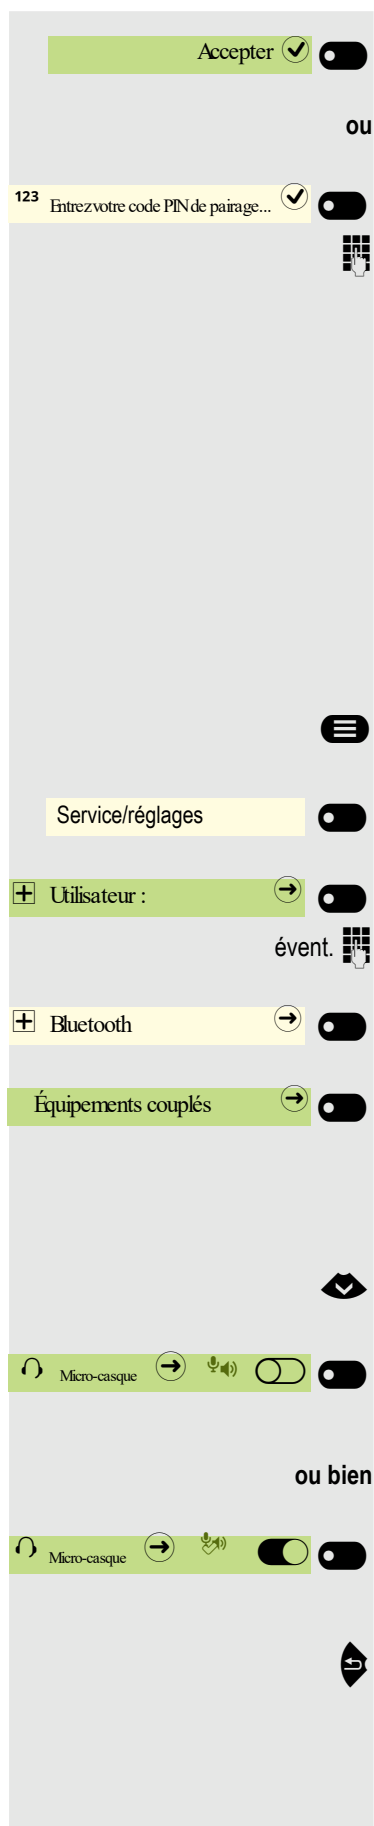 Accepter
ou
123 Entrez votre code PIN de pairage...
Service/réglages
Utilisateur :
évent.
Bluetooth
Équipements couplés
Micro-casque
ou bien
Micro-casque